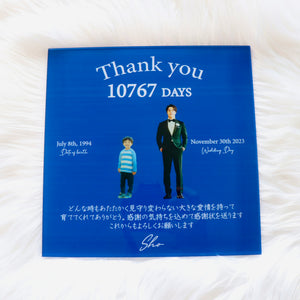 Thank you
10767 DAYS
July 8th, 1994
Date of birth
November 30th 2023
Wedding Day
どんな時もあたたかく見守り変わらない大きな愛情を持って
育ててくれてありがとう。感謝の気持ちを込めて感謝状を送ります
これからもよろしくお願いします
Sho